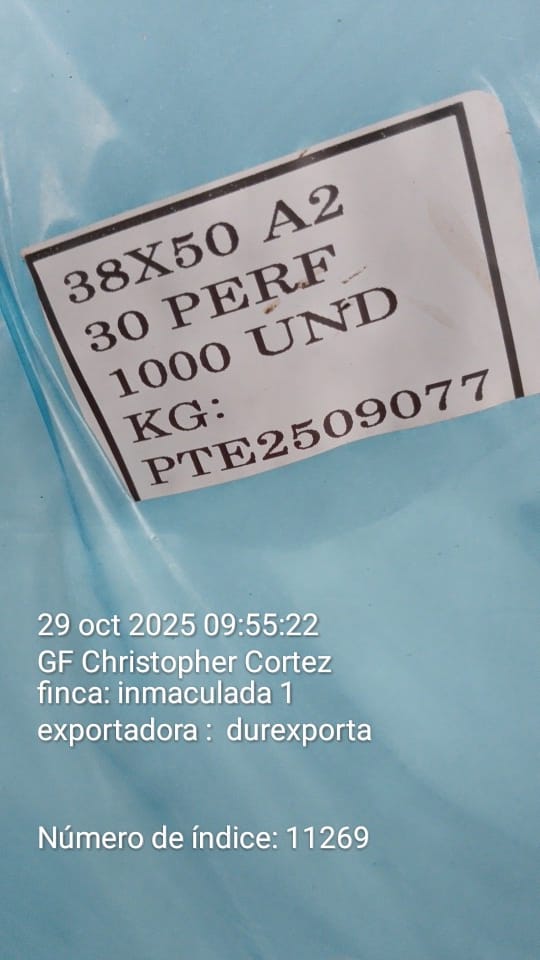 38X50 A2
30 PERF
1000 UND
KG:
PTE2509077
29 oct 2025 09:55:22
GF Christopher Cortez
finca: inmaculada 1
exportadora : durexporta
Número de índice: 11269